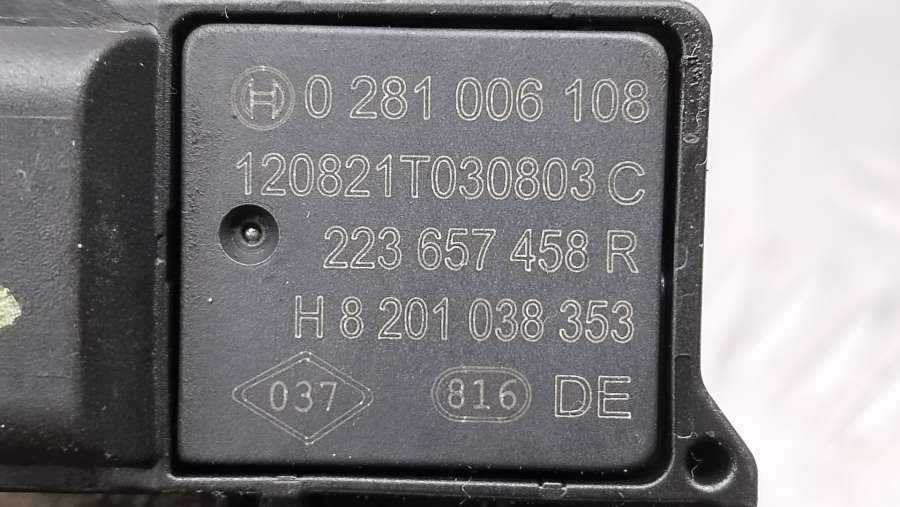 0 281 006 108
120821T030803 C
223 657 458 R
H 8 201 038 353
037 816 DE